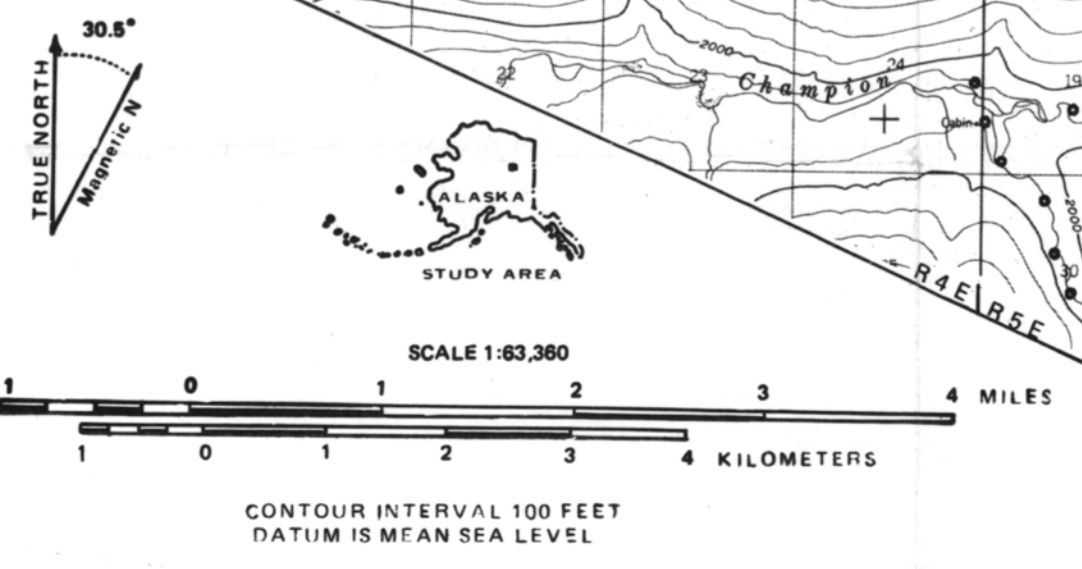 30.5°
TRUE NORTH
Magnetic N
2000
22
23
24
19
Champion
Cabin
2000
30
R4E R5E
ALASKA
STUDY AREA
SCALE 1:63,360
1 0 1 2 3 4 MILES
1 0 1 2 3 4 KILOMETERS
CONTOUR INTERVAL 100 FEET
DATUM IS MEAN SEA LEVEL